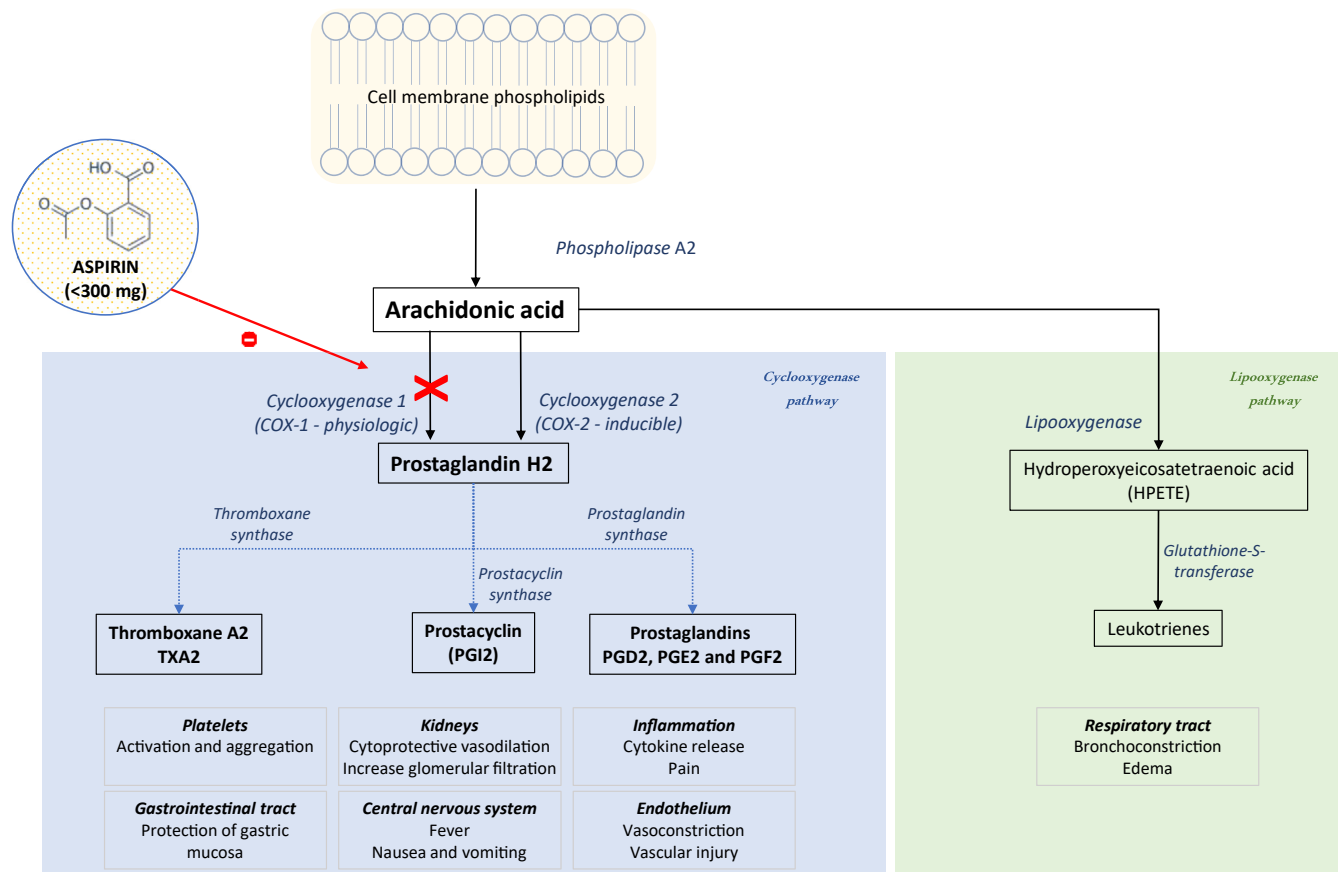 Cell membrane phospholipids
HO
O
O
O
ASPIRIN
(<300 mg)
Phospholipase A2
Arachidonic acid
Cyclooxygenase
pathway
Lipooxygenase
pathway
Cyclooxygenase 1
(COX-1 - physiologic)
Cyclooxygenase 2
(COX-2 - inducible)
Lipooxygenase
Prostaglandin H2
Hydroperoxyeicosatetraenoic acid
(HPETE)
Thromboxane
synthase
Prostaglandin
synthase
Prostacyclin
synthase
Glutathione-S-
transferase
Thromboxane A2
TXA2
Prostacyclin
(PGI2)
Prostaglandins
PGD2, PGE2 and PGF2
Leukotrienes
Platelets
Activation and aggregation
Kidneys
Cytoprotective vasodilation
Increase glomerular filtration
Inflammation
Cytokine release
Pain
Respiratory tract
Bronchoconstriction
Edema
Gastrointestinal tract
Protection of gastric
mucosa
Central nervous system
Fever
Nausea and vomiting
Endothelium
Vasoconstriction
Vascular injury